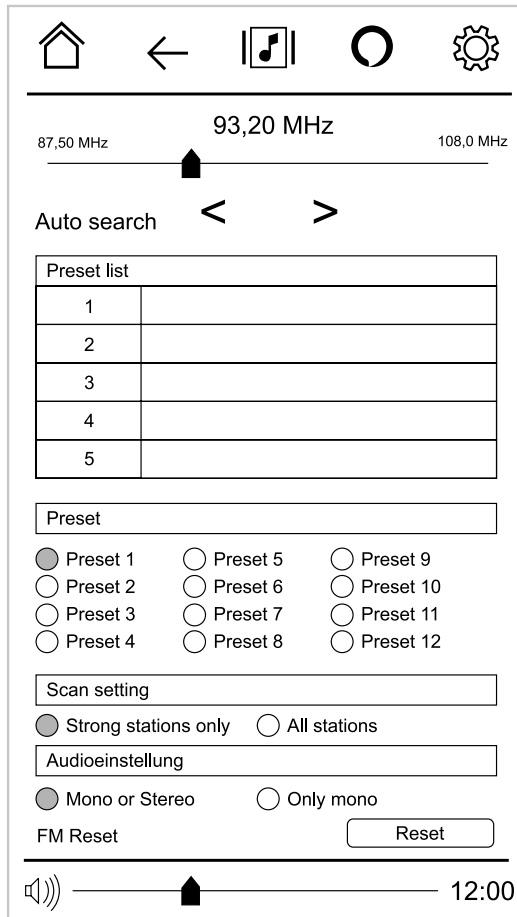 93,20 MHz
87,50 MHz 108,0 MHz
Auto search < >
Preset list
1
2
3
4
5
Preset
Preset 1 Preset 5 Preset 9
Preset 2 Preset 6 Preset 10
Preset 3 Preset 7 Preset 11
Preset 4 Preset 8 Preset 12
Scan setting
Strong stations only All stations
Audioeinstellung
Mono or Stereo Only mono
FM Reset Reset
12:00